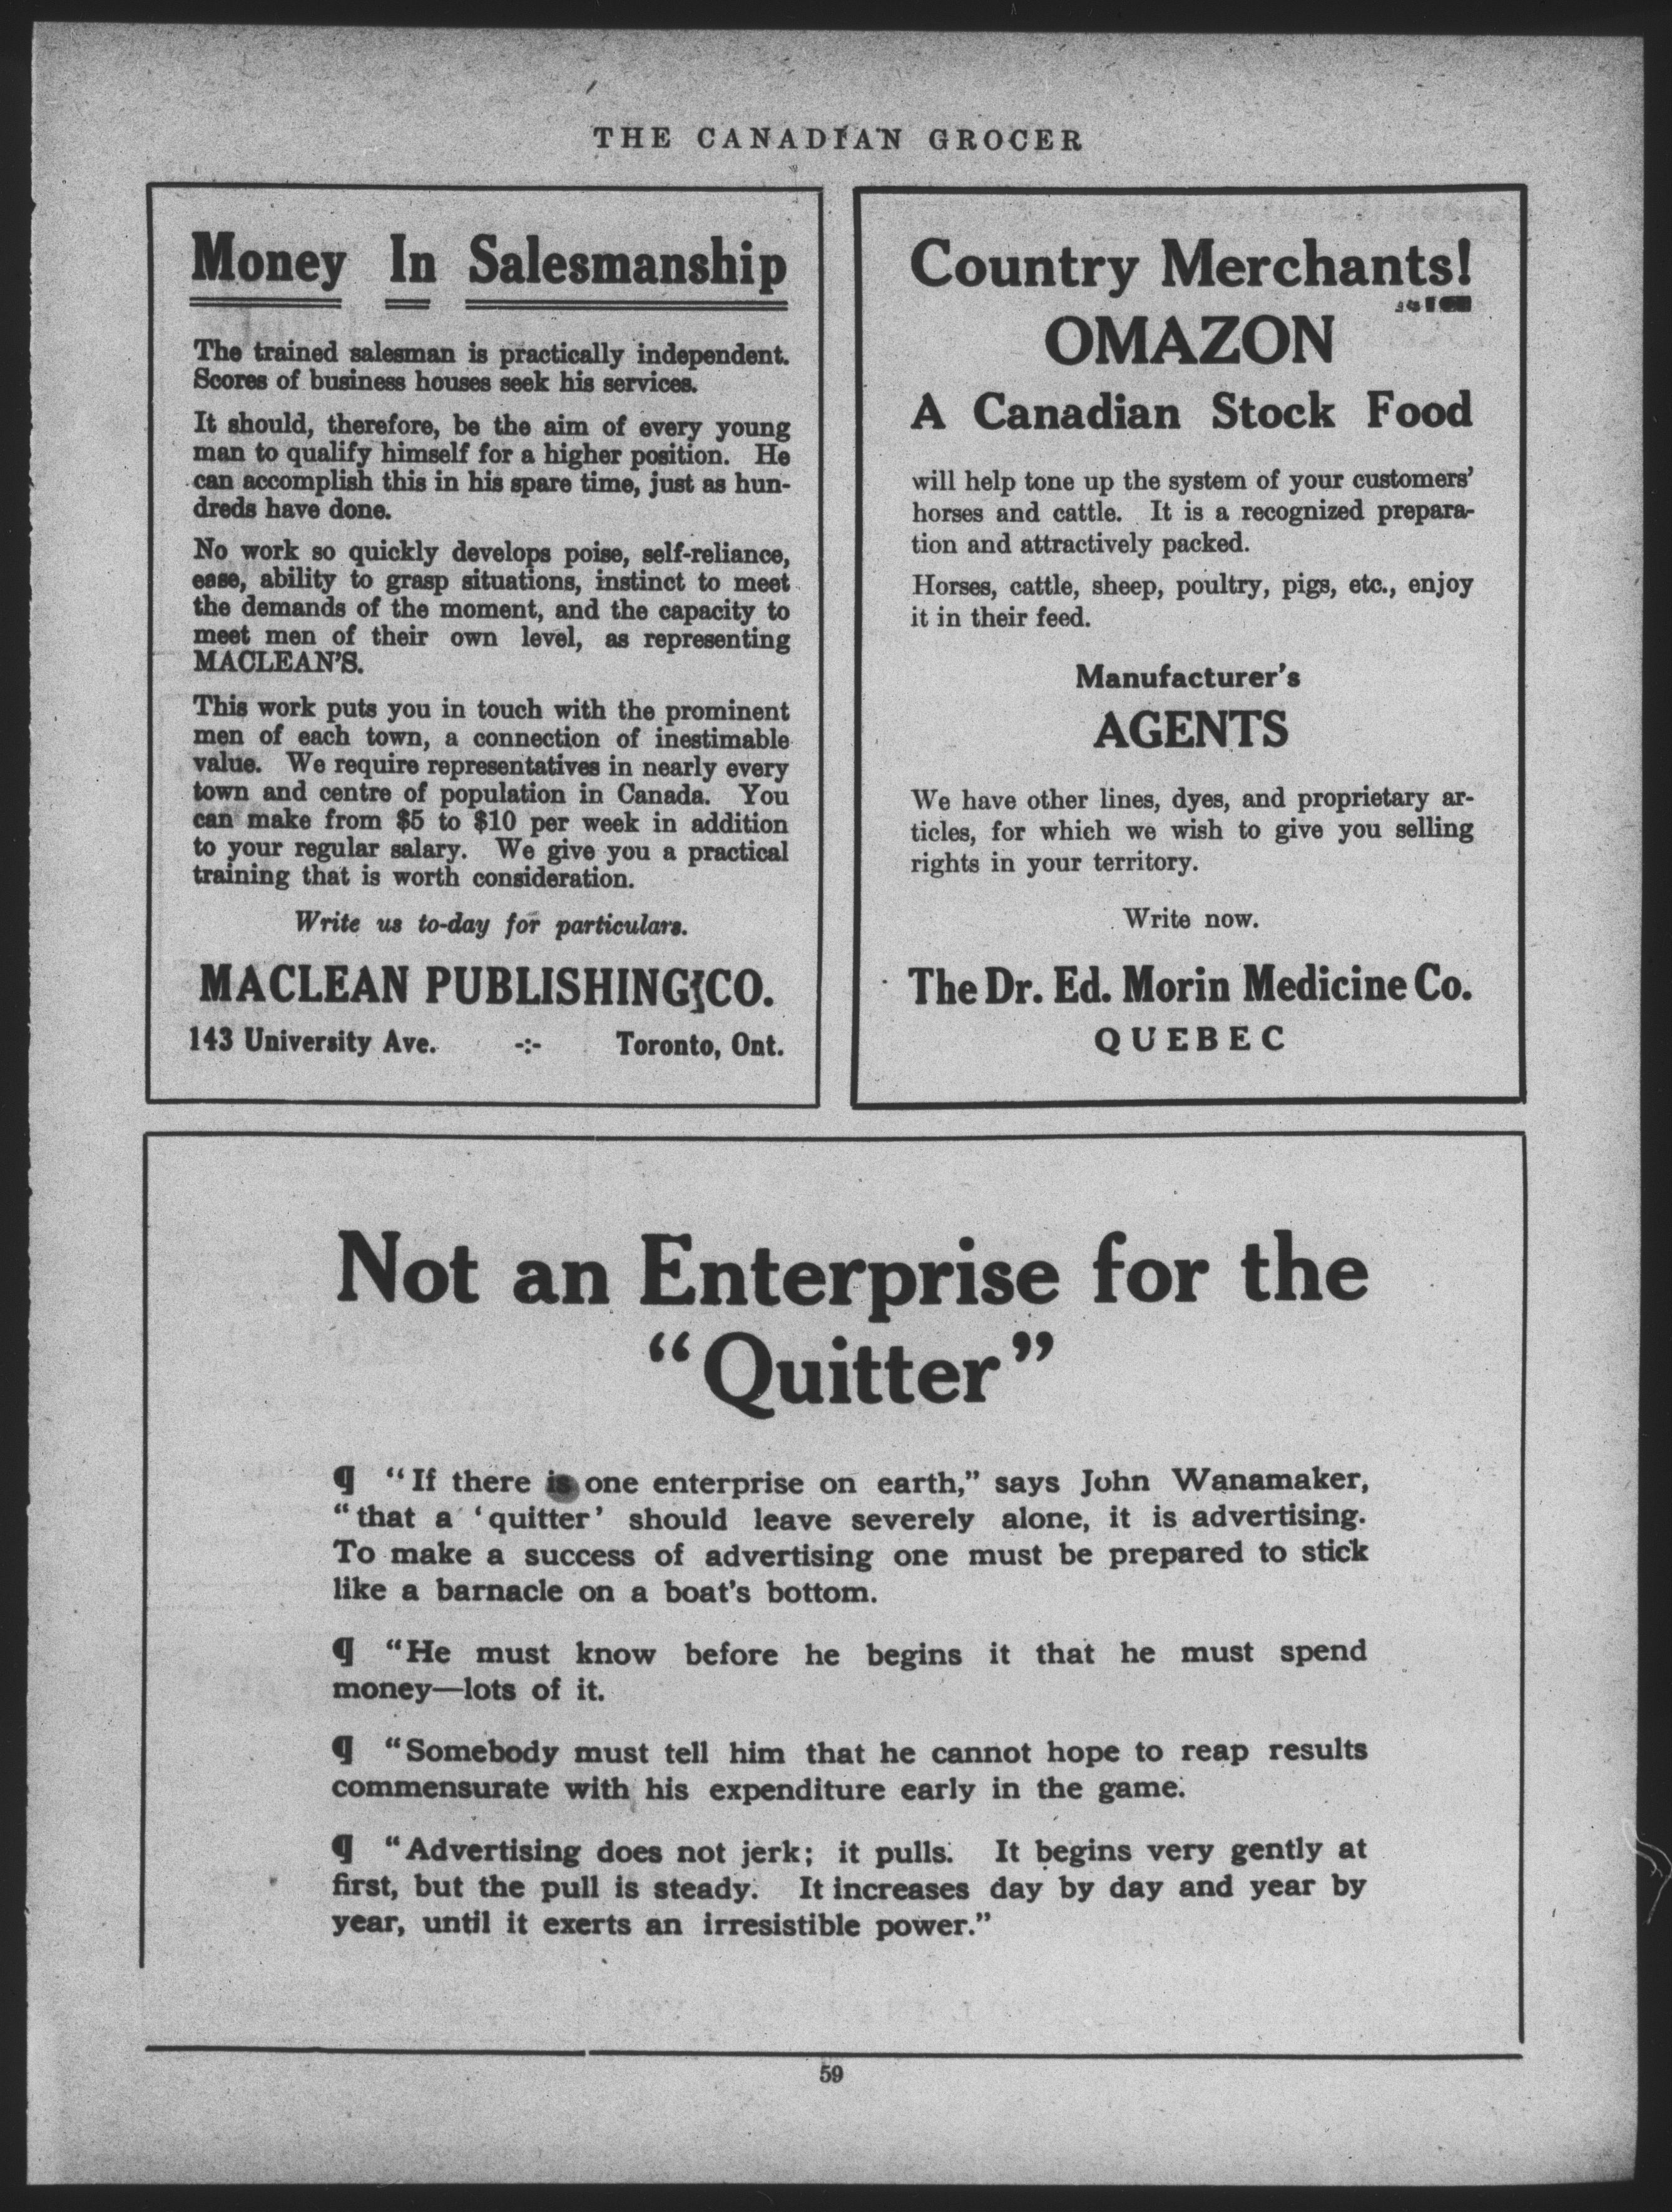 THE CANADIAN GROCER
Money In Salesmanship
The trained salesman is practically independent.
Scores of business houses seek his services.
It should, therefore, be the aim of every young
man to qualify himself for a higher position. He
can accomplish this in his spare time, just as hun-
dreds have done.
No work so quickly develops poise, self-reliance,
ease, ability to grasp situations, instinct to meet
the demands of the moment, and the capacity to
meet men of their own level, as representing
MACLEAN'S.
This work puts you in touch with the prominent
men of each town, a connection of inestimable
value. We require representatives in nearly every
town and centre of population in Canada. You
can make from $5 to $10 per week in addition
to your regular salary. We give you a practical
training that is worth consideration.
Write us to-day for particulars.
MACLEAN PUBLISHING CO.
143 University Ave. -:- Toronto, Ont.
Country Merchants!
OMAZON
A Canadian Stock Food
will help tone up the system of your customers'
horses and cattle. It is a recognized prepara-
tion and attractively packed.
Horses, cattle, sheep, poultry, pigs, etc., enjoy
it in their feed.
Manufacturer's
AGENTS
We have other lines, dyes, and proprietary ar-
ticles, for which we wish to give you selling
rights in your territory.
Write now.
The Dr. Ed. Morin Medicine Co.
QUEBEC
Not an Enterprise for the
“Quitter”
¶ “If there is one enterprise on earth,” says John Wanamaker,
“that a ‘quitter’ should leave severely alone, it is advertising.
To make a success of advertising one must be prepared to stick
like a barnacle on a boat's bottom.
¶ “He must know before he begins it that he must spend
money—lots of it.
¶ “Somebody must tell him that he cannot hope to reap results
commensurate with his expenditure early in the game.
¶ “Advertising does not jerk; it pulls. It begins very gently at
first, but the pull is steady. It increases day by day and year by
year, until it exerts an irresistible power.”
59